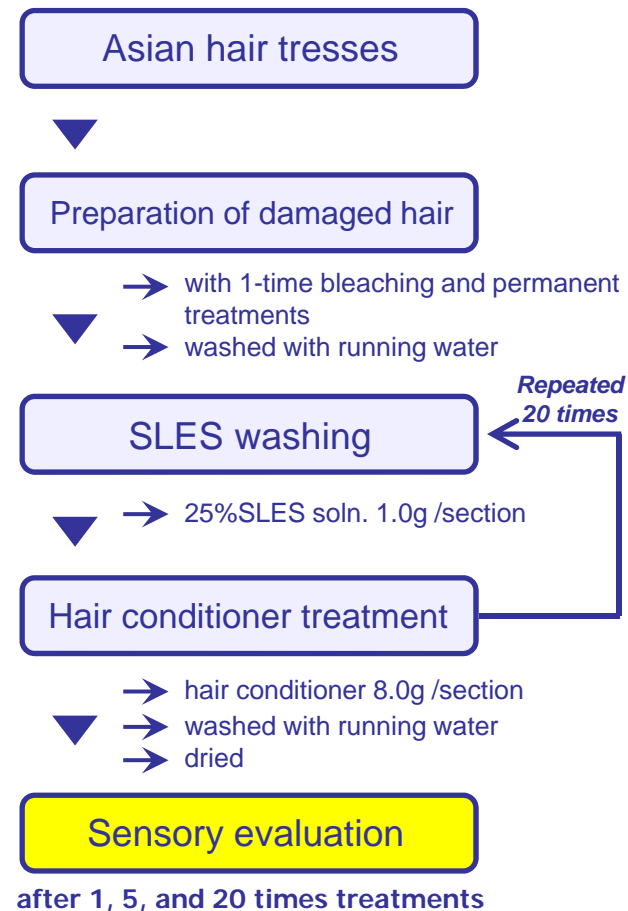 Asian hair tresses
Preparation of damaged hair
with 1-time bleaching and permanent
treatments
washed with running water
Repeated
20 times
SLES washing
25%SLES soln. 1.0g /section
Hair conditioner treatment
hair conditioner 8.0g /section
washed with running water
dried
Sensory evaluation
after 1, 5, and 20 times treatments